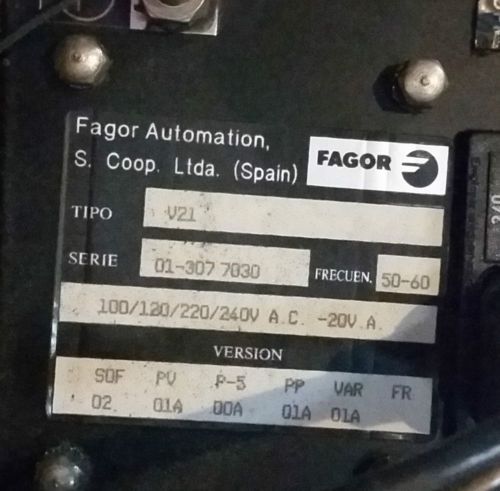 Fagor Automation,
S. Coop. Ltda. (Spain)
FAGOR
TIPO V21
SERIE 01-307 7030 FRECUEN. 50-60
100/120/220/240V A.C. -20V.A.
VERSION
SOF PV P-5 PP VAR FR
02 01A 00A 01A 01A